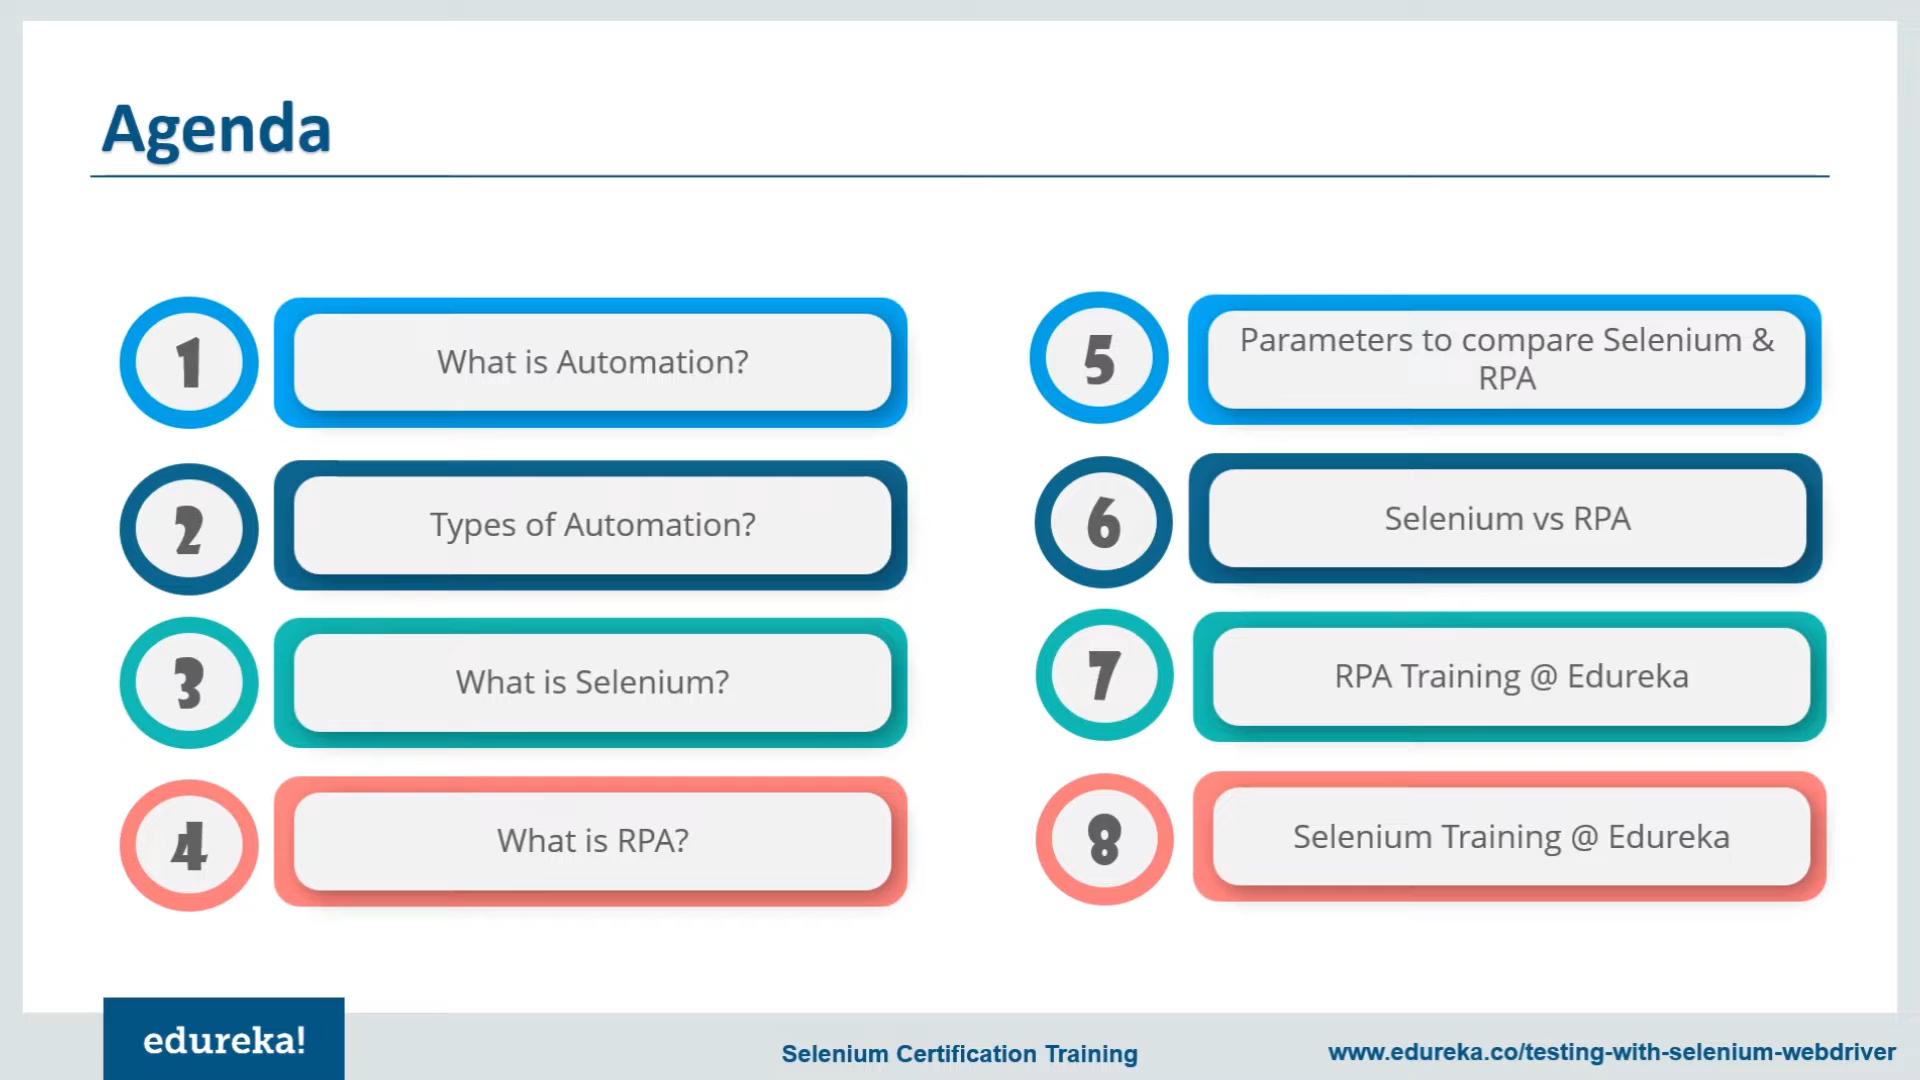 Agenda
1
What is Automation?
2
Types of Automation?
3
What is Selenium?
4
What is RPA?
5
Parameters to compare Selenium &
RPA
6
Selenium vs RPA
7
RPA Training @ Edureka
8
Selenium Training @ Edureka
edureka!
Selenium Certification Training
www.edureka.co/testing-with-selenium-webdriver